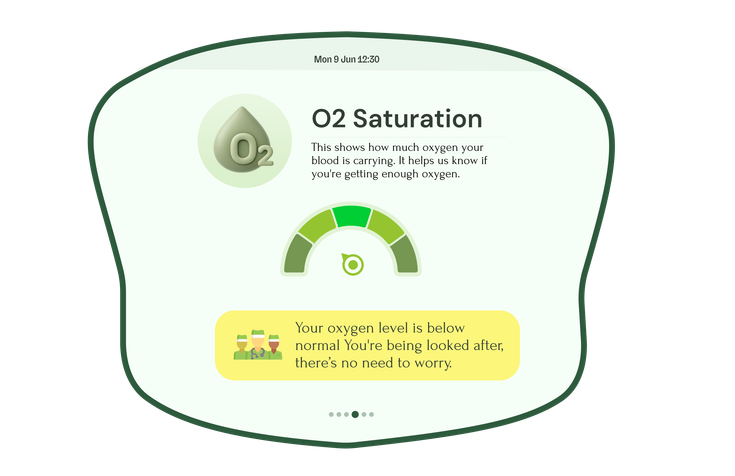 Mon 9 Jun 12:30
O2
O2 Saturation
This shows how much oxygen your
blood is carrying. It helps us know if
you're getting enough oxygen.
Your oxygen level is below
normal You're being looked after,
there's no need to worry.